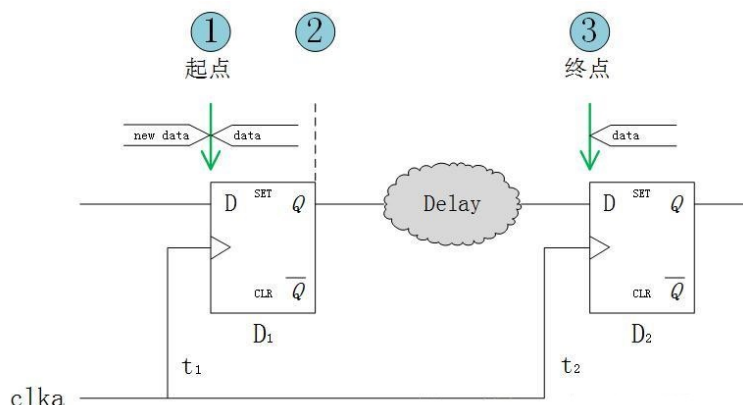 ① ② ③
起点 终点
new data data data
D SET Q Delay D SET Q
CLR Q CLR Q
D₁ D₂
t₁ t₂
clka